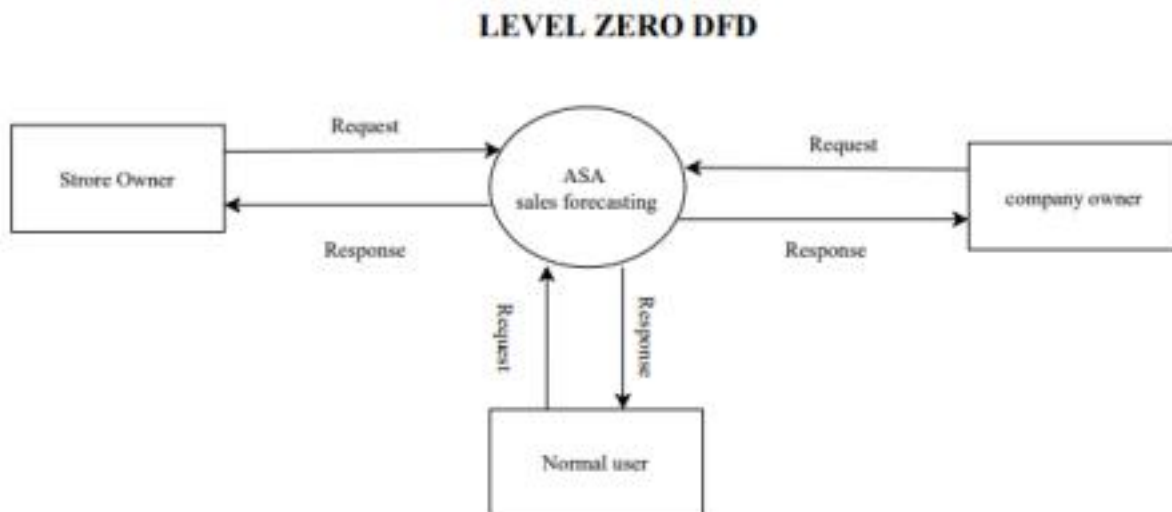 LEVEL ZERO DFD
Request
Request
Strore Owner
ASA
sales forecasting
company owner
Response
Response
Request
Response
Normal user